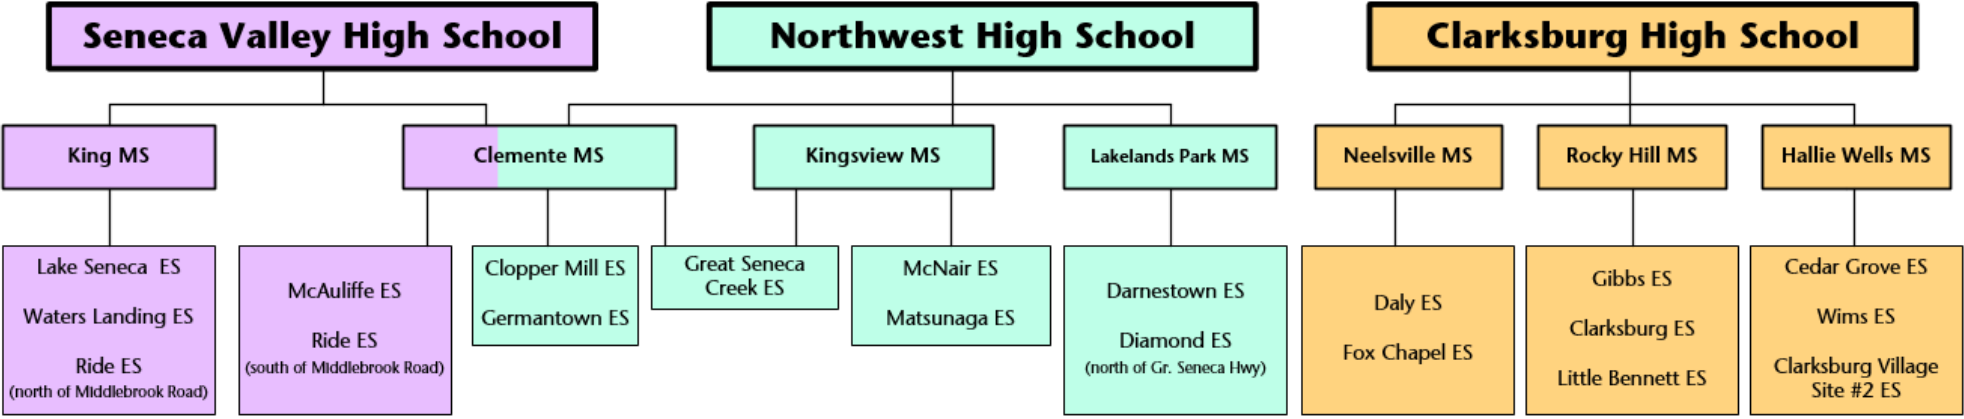 Seneca Valley High School
Northwest High School
Clarksburg High School
King MS
Clemente MS
Kingsview MS
Lakelands Park MS
Neelsville MS
Rocky Hill MS
Hallie Wells MS
Lake Seneca ES
Waters Landing ES
Ride ES
(north of Middlebrook Road)
McAuliffe ES
Ride ES
(south of Middlebrook Road)
Clopper Mill ES
Germantown ES
Great Seneca
Creek ES
McNair ES
Matsunaga ES
Darnestown ES
Diamond ES
(north of Gr. Seneca Hwy)
Daly ES
Fox Chapel ES
Gibbs ES
Clarksburg ES
Little Bennett ES
Cedar Grove ES
Wims ES
Clarksburg Village
Site #2 ES